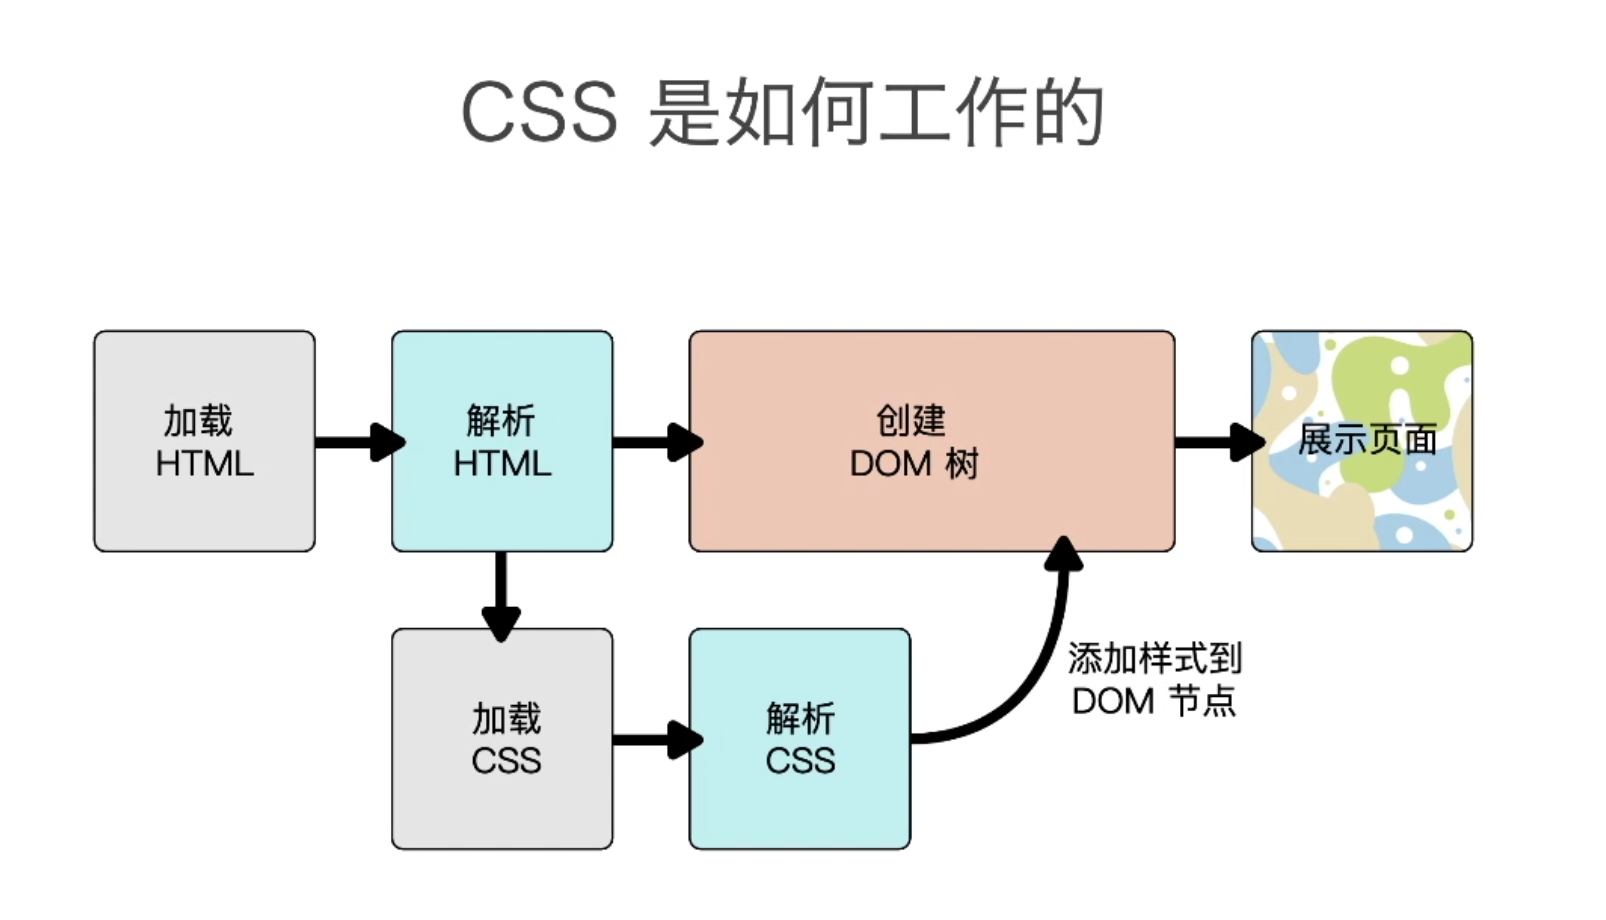 CSS 是如何工作的
加载
HTML
解析
HTML
创建
DOM 树
展示页面
加载
CSS
解析
CSS
添加样式到
DOM 节点